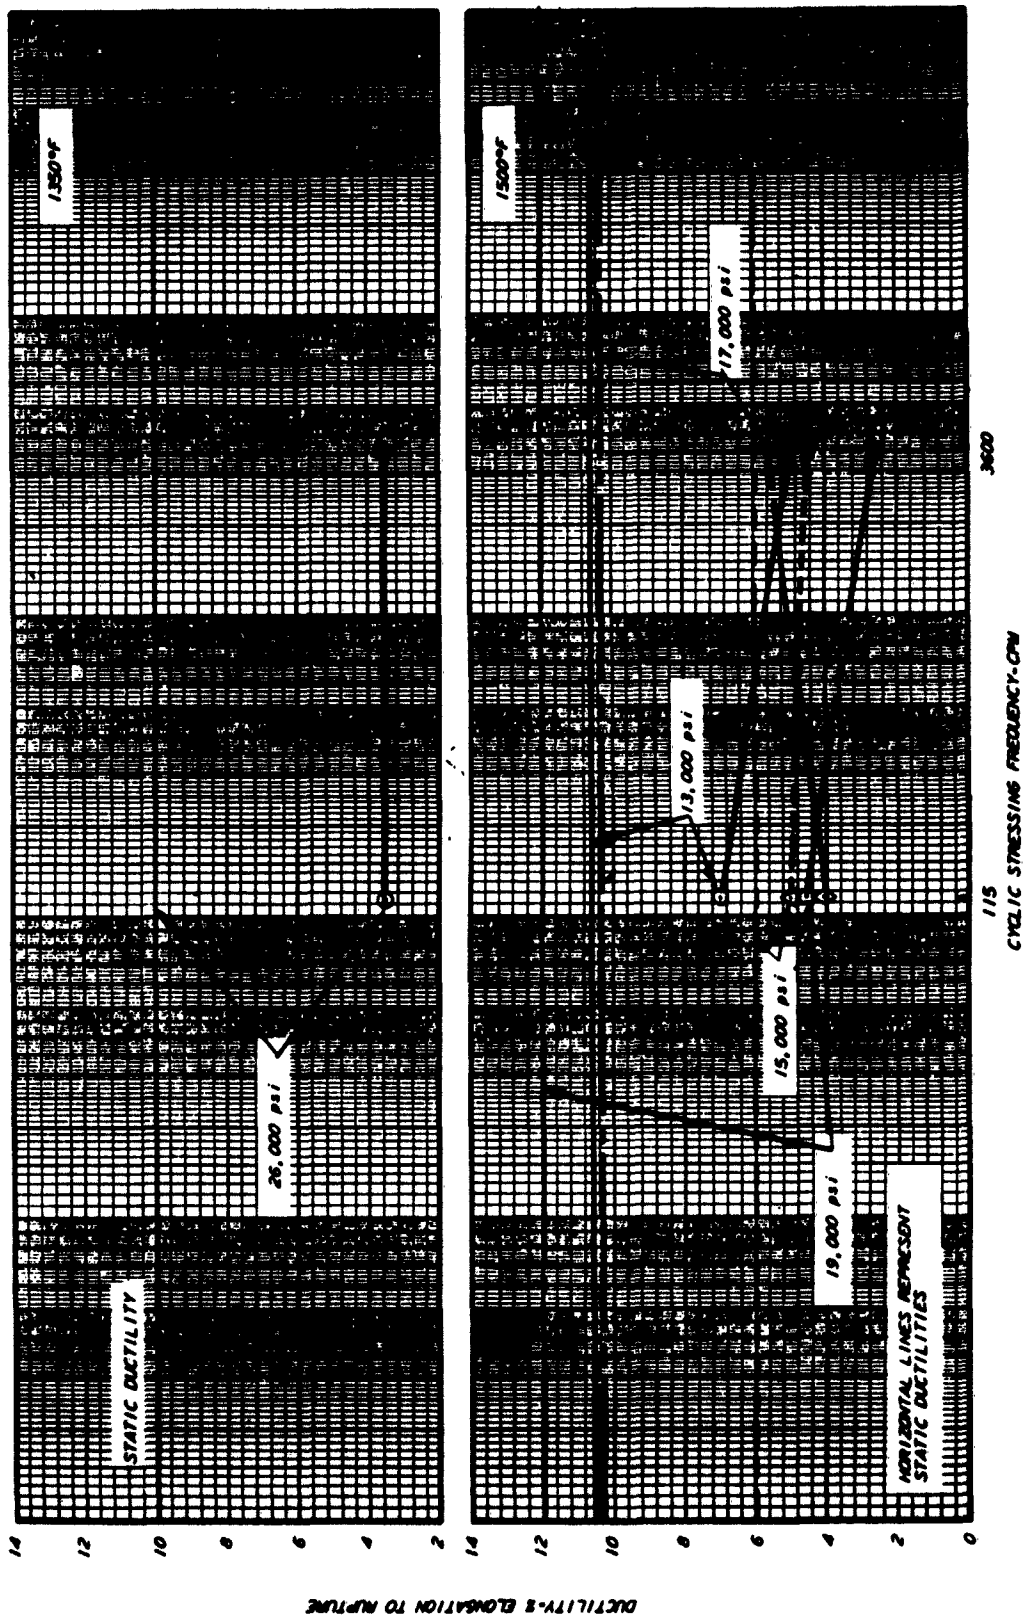 1350°F
STATIC DUCTILITY
26,000 psi
14
12
10
8
6
4
2
1500°F
17,000 psi
13,000 psi
15,000 psi
19,000 psi
HORIZONTAL LINES REPRESENT
STATIC DUCTILITIES
14
12
10
8
6
4
2
0
115
3600
CYCLIC STRESSING FREQUENCY-CPM
DUCTILITY-% ELONGATION TO RUPTURE